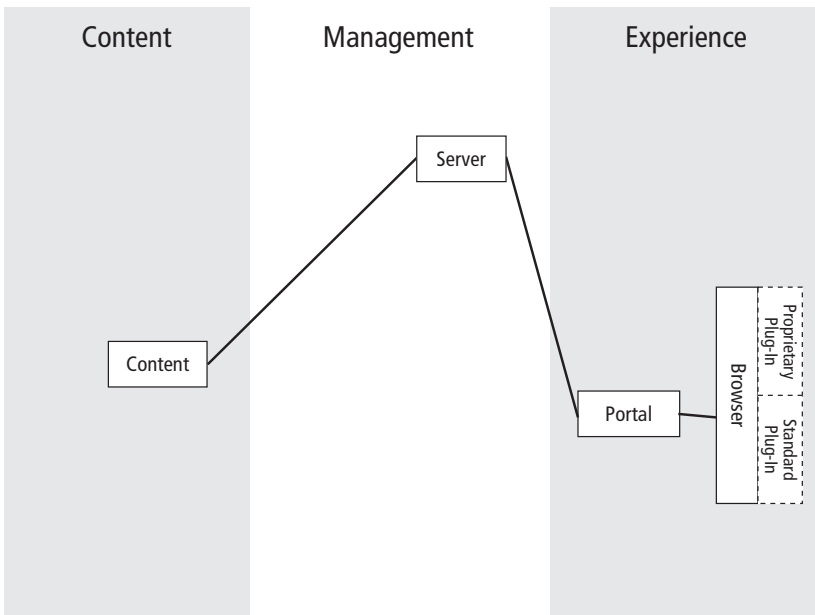 Content
Management
Experience
Server
Content
Portal
Browser
Proprietary
Plug-In
Standard
Plug-In